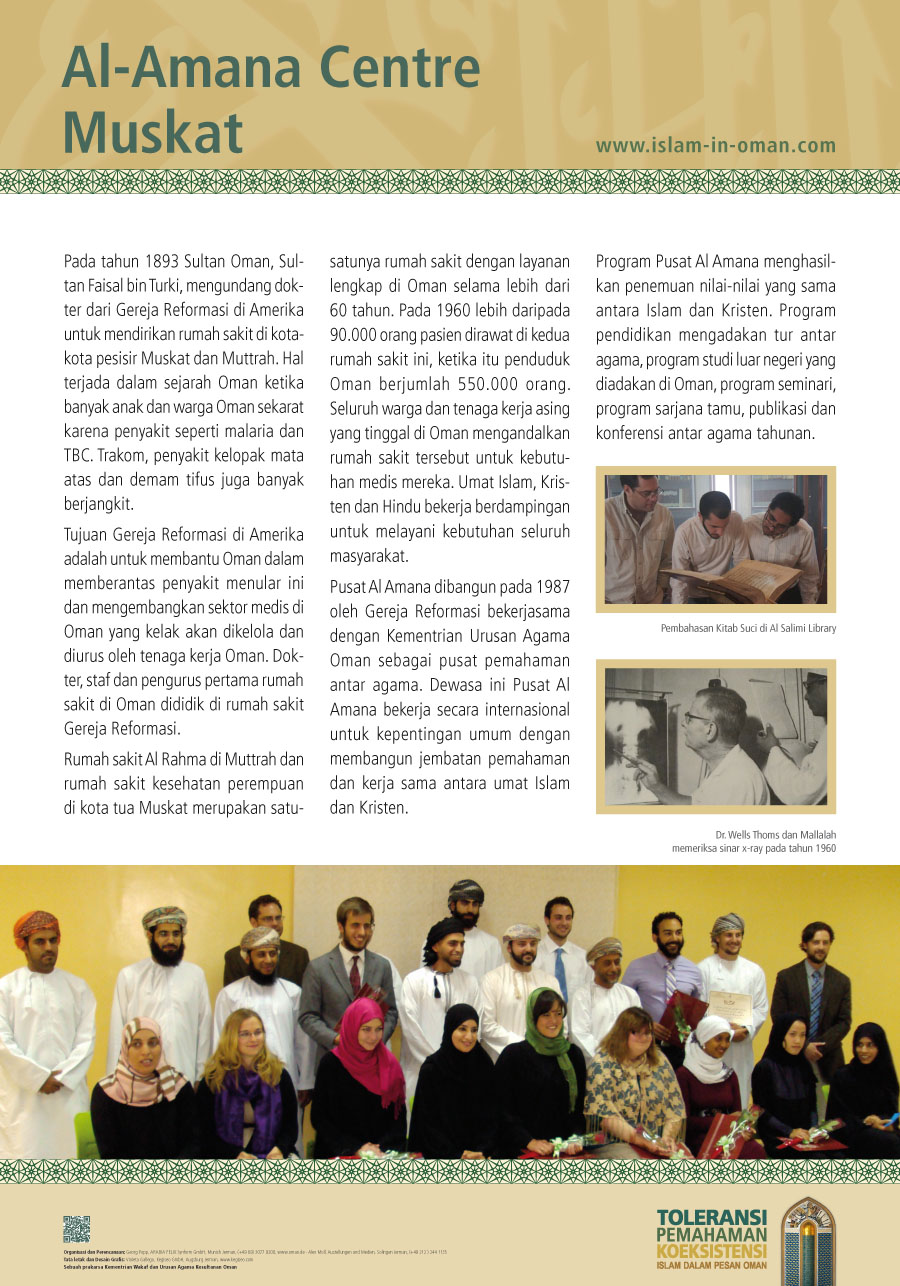 Al-Amana Centre
Muskat
www.islam-in-oman.com
Pada tahun 1893 Sultan Oman, Sul-
tan Faisal bin Turki, mengundang dok-
ter dari Gereja Reformasi di Amerika
untuk mendirikan rumah sakit di kota-
kota pesisir Muskat dan Muttrah. Hal
terjada dalam sejarah Oman ketika
banyak anak dan warga Oman sekarat
karena penyakit seperti malaria dan
TBC. Trakom, penyakit kelopak mata
atas dan demam tifus juga banyak
berjangkit.
Tujuan Gereja Reformasi di Amerika
adalah untuk membantu Oman dalam
memberantas penyakit menular ini
dan mengembangkan sektor medis di
Oman yang kelak akan dikelola dan
diurus oleh tenaga kerja Oman. Dok-
ter, staf dan pengurus pertama rumah
sakit di Oman dididik di rumah sakit
Gereja Reformasi.
Rumah sakit Al Rahma di Muttrah dan
rumah sakit kesehatan perempuan
di kota tua Muskat merupakan satu-
satunya rumah sakit dengan layanan
lengkap di Oman selama lebih dari
60 tahun. Pada 1960 lebih daripada
90.000 orang pasien dirawat di kedua
rumah sakit ini, ketika itu penduduk
Oman berjumlah 550.000 orang.
Seluruh warga dan tenaga kerja asing
yang tinggal di Oman mengandalkan
rumah sakit tersebut untuk kebutu-
han medis mereka. Umat Islam, Kris-
ten dan Hindu bekerja berdampingan
untuk melayani kebutuhan seluruh
masyarakat.
Pusat Al Amana dibangun pada 1987
oleh Gereja Reformasi bekerjasama
dengan Kementrian Urusan Agama
Oman sebagai pusat pemahaman
antar agama. Dewasa ini Pusat Al
Amana bekerja secara internasional
untuk kepentingan umum dengan
membangun jembatan pemahaman
dan kerja sama antara umat Islam
dan Kristen.
Program Pusat Al Amana menghasil-
kan penemuan nilai-nilai yang sama
antara Islam dan Kristen. Program
pendidikan mengadakan tur antar
agama, program studi luar negeri yang
diadakan di Oman, program seminari,
program sarjana tamu, publikasi dan
konferensi antar agama tahunan.
Pembahasan Kitab Suci di Al Salimi Library
Dr. Wells Thoms dan Mallalah
memeriksa sinar x-ray pada tahun 1960
Organisasi dan Perencanaan:
Tata letak dan Disain Grafis:
Sebuah prakarsa Kementrian Wakaf dan Urusan Agama Kesultanan Oman
TOLERANSI
PEMAHAMAN
KOEKSISTENSI
ISLAM DALAM PESAN OMAN